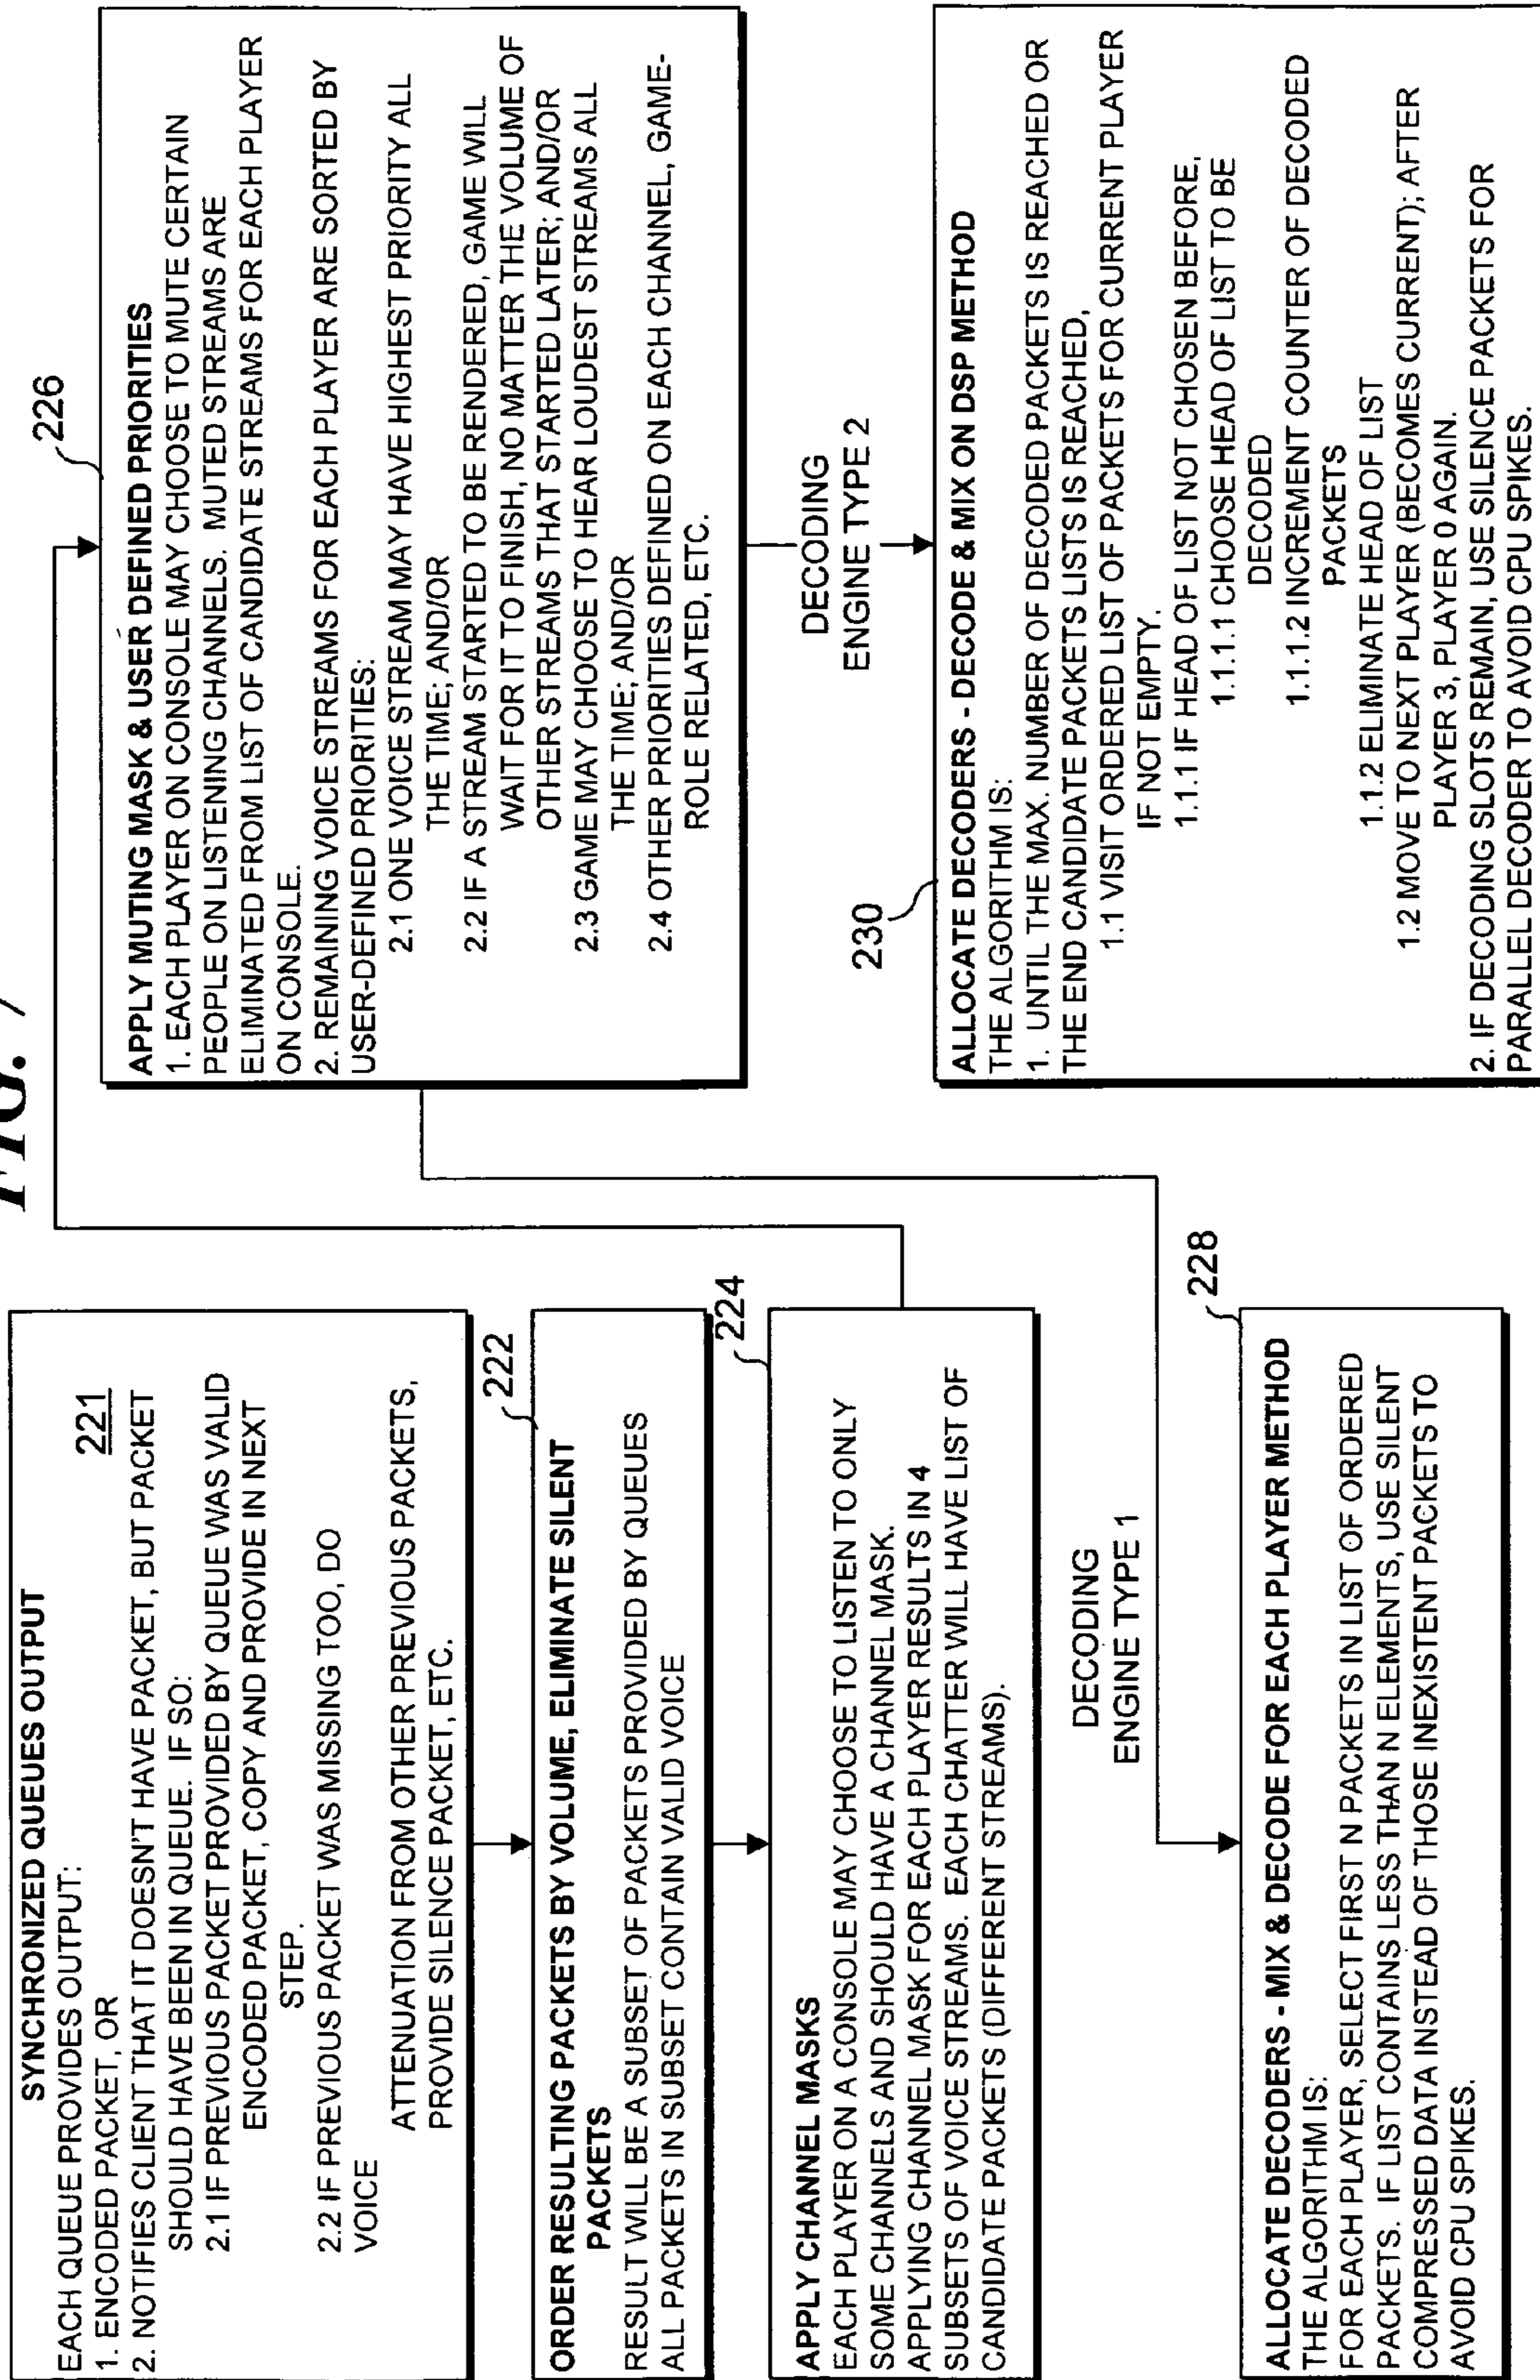 FIG. 7
SYNCHRONIZED QUEUES OUTPUT
EACH QUEUE PROVIDES OUTPUT:
221
1. ENCODED PACKET, OR
2. NOTIFIES CLIENT THAT IT DOESN'T HAVE PACKET, BUT PACKET
SHOULD HAVE BEEN IN QUEUE. IF SO:
2.1 IF PREVIOUS PACKET PROVIDED BY QUEUE WAS VALID
ENCODED PACKET, COPY AND PROVIDE IN NEXT
STEP.
2.2 IF PREVIOUS PACKET WAS MISSING TOO, DO
VOICE
ATTENUATION FROM OTHER PREVIOUS PACKETS,
PROVIDE SILENCE PACKET, ETC.
222
ORDER RESULTING PACKETS BY VOLUME, ELIMINATE SILENT
PACKETS
RESULT WILL BE A SUBSET OF PACKETS PROVIDED BY QUEUES
ALL PACKETS IN SUBSET CONTAIN VALID VOICE
224
APPLY CHANNEL MASKS
EACH PLAYER ON A CONSOLE MAY CHOOSE TO LISTEN TO ONLY
SOME CHANNELS AND SHOULD HAVE A CHANNEL MASK.
APPLYING CHANNEL MASK FOR EACH PLAYER RESULTS IN 4
SUBSETS OF VOICE STREAMS. EACH CHATTER WILL HAVE LIST OF
CANDIDATE PACKETS (DIFFERENT STREAMS).
DECODING
ENGINE TYPE 1
228
ALLOCATE DECODERS - MIX & DECODE FOR EACH PLAYER METHOD
THE ALGORITHM IS:
FOR EACH PLAYER, SELECT FIRST N PACKETS IN LIST OF ORDERED
PACKETS. IF LIST CONTAINS LESS THAN N ELEMENTS, USE SILENT
COMPRESSED DATA INSTEAD OF THOSE INEXISTENT PACKETS TO
AVOID CPU SPIKES.
226
APPLY MUTING MASK & USER DEFINED PRIORITIES
1. EACH PLAYER ON CONSOLE MAY CHOOSE TO MUTE CERTAIN
PEOPLE ON LISTENING CHANNELS. MUTED STREAMS ARE
ELIMINATED FROM LIST OF CANDIDATE STREAMS FOR EACH PLAYER
ON CONSOLE.
2. REMAINING VOICE STREAMS FOR EACH PLAYER ARE SORTED BY
USER-DEFINED PRIORITIES:
2.1 ONE VOICE STREAM MAY HAVE HIGHEST PRIORITY ALL
THE TIME; AND/OR
2.2 IF A STREAM STARTED TO BE RENDERED, GAME WILL
WAIT FOR IT TO FINISH, NO MATTER THE VOLUME OF
OTHER STREAMS THAT STARTED LATER; AND/OR
2.3 GAME MAY CHOOSE TO HEAR LOUDEST STREAMS ALL
THE TIME; AND/OR
2.4 OTHER PRIORITIES DEFINED ON EACH CHANNEL, GAME-
ROLE RELATED, ETC.
DECODING
ENGINE TYPE 2
230
ALLOCATE DECODERS - DECODE & MIX ON DSP METHOD
THE ALGORITHM IS:
1. UNTIL THE MAX. NUMBER OF DECODED PACKETS IS REACHED OR
THE END CANDIDATE PACKETS LISTS IS REACHED,
1.1 VISIT ORDERED LIST OF PACKETS FOR CURRENT PLAYER
IF NOT EMPTY.
1.1.1 IF HEAD OF LIST NOT CHOSEN BEFORE,
1.1.1.1 CHOOSE HEAD OF LIST TO BE
DECODED
1.1.1.2 INCREMENT COUNTER OF DECODED
PACKETS
1.1.2 ELIMINATE HEAD OF LIST
1.2 MOVE TO NEXT PLAYER (BECOMES CURRENT); AFTER
PLAYER 3, PLAYER 0 AGAIN.
2. IF DECODING SLOTS REMAIN, USE SILENCE PACKETS FOR
PARALLEL DECODER TO AVOID CPU SPIKES.